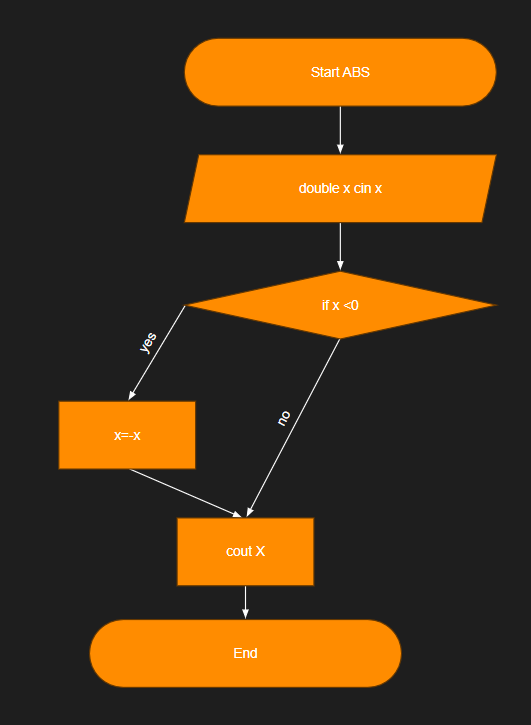 Start ABS
double x cin x
if x <0
yes
no
x=-x
cout X
End